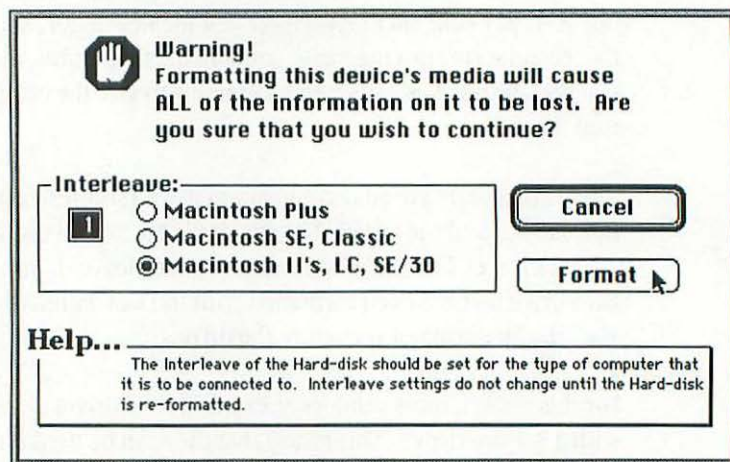 Warning!
Formatting this device's media will cause
ALL of the information on it to be lost. Are
you sure that you wish to continue?
Interleave:
1
Macintosh Plus
Macintosh SE, Classic
Macintosh II's, LC, SE/30
Cancel
Format
Help...
The Interleave of the Hard-disk should be set for the type of computer that
it is to be connected to. Interleave settings do not change until the Hard-disk
is re-formatted.